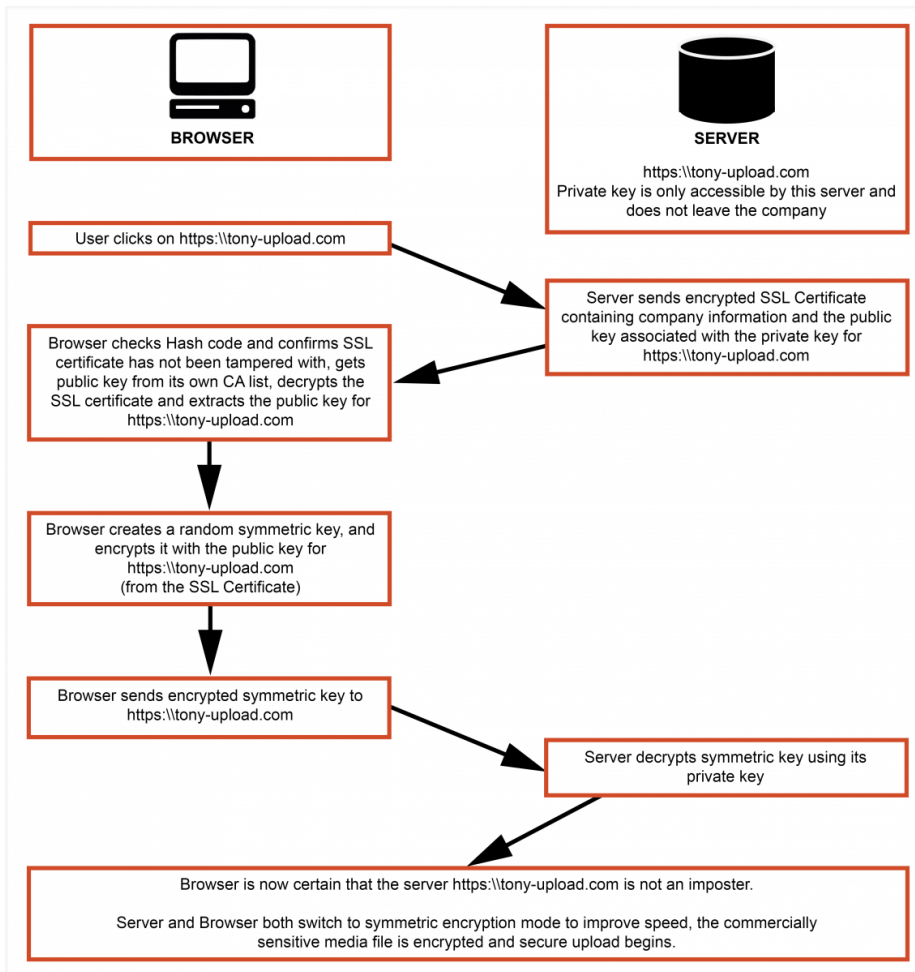 BROWSER
SERVER
https:\\tony-upload.com
Private key is only accessible by this server and
does not leave the company
User clicks on https:\\tony-upload.com
Server sends encrypted SSL Certificate
containing company information and the public
key associated with the private key for
https:\\tony-upload.com
Browser checks Hash code and confirms SSL
certificate has not been tampered with, gets
public key from its own CA list, decrypts the
SSL certificate and extracts the public key for
https:\\tony-upload.com
Browser creates a random symmetric key, and
encrypts it with the public key for
https:\\tony-upload.com
(from the SSL Certificate)
Browser sends encrypted symmetric key to
https:\\tony-upload.com
Server decrypts symmetric key using its
private key
Browser is now certain that the server https:\\tony-upload.com is not an imposter.
Server and Browser both switch to symmetric encryption mode to improve speed, the commercially
sensitive media file is encrypted and secure upload begins.